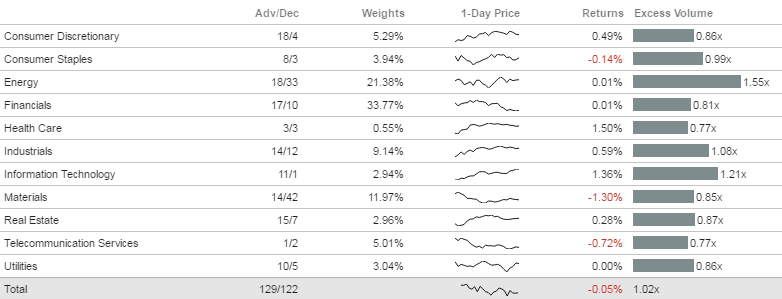 Adv/Dec Weights 1-Day Price Returns Excess Volume
Consumer Discretionary 18/4 5.29% 0.49% 0.86x
Consumer Staples 8/3 3.94% -0.14% 0.99x
Energy 18/33 21.38% 0.01% 1.55x
Financials 17/10 33.77% 0.01% 0.81x
Health Care 3/3 0.55% 1.50% 0.77x
Industrials 14/12 9.14% 0.59% 1.08x
Information Technology 11/1 2.94% 1.36% 1.21x
Materials 14/42 11.97% -1.30% 0.85x
Real Estate 15/7 2.96% 0.28% 0.87x
Telecommunication Services 1/2 5.01% -0.72% 0.77x
Utilities 10/5 3.04% 0.00% 0.86x
Total 129/122 -0.05% 1.02x